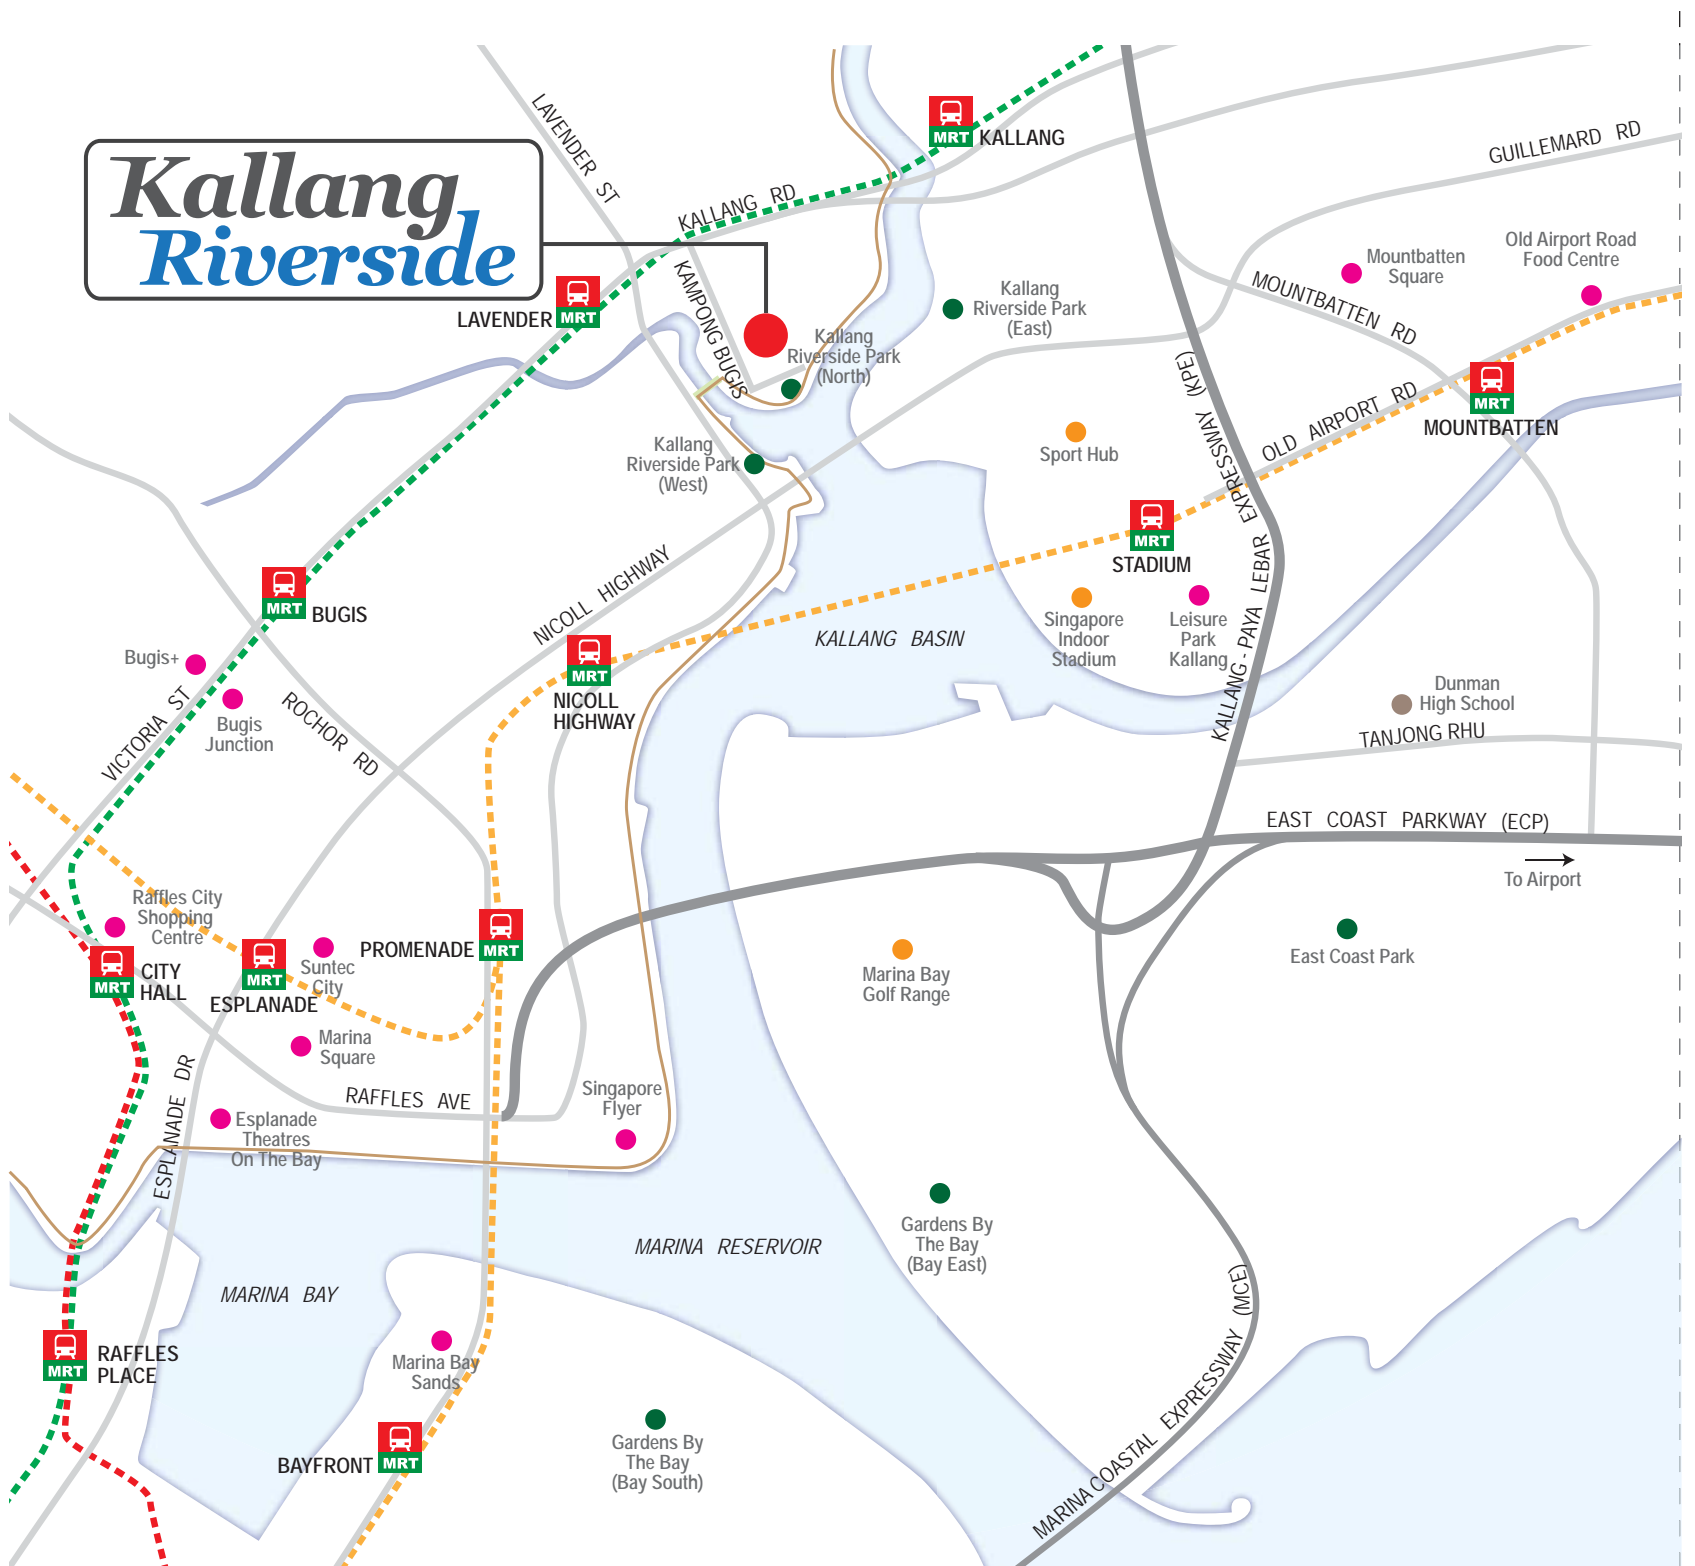 Kallang
Riverside
LAVENDER ST
KALLANG RD
MRT
KALLANG
GUILLEMARD RD
Mountbatten
Square
Old Airport Road
Food Centre
MOUNTBATTEN RD
MRT
LAVENDER
KAMPONG BUGIS
Kallang
Riverside Park
(North)
Kallang
Riverside Park
(East)
KALLANG - PAYA LEBAR EXPRESSWAY (KPE)
OLD AIRPORT RD
MRT
MOUNTBATTEN
Kallang
Riverside Park
(West)
Sport Hub
MRT
STADIUM
NICOLL HIGHWAY
MRT
BUGIS
Bugis+
Bugis
Junction
VICTORIA ST
ROCHOR RD
MRT
NICOLL
HIGHWAY
KALLANG BASIN
Singapore
Indoor
Stadium
Leisure
Park
Kallang
Dunman
High School
TANJONG RHU
EAST COAST PARKWAY (ECP)
To Airport
Raffles City
Shopping
Centre
MRT
CITY
HALL
MRT
ESPLANADE
Suntec
City
PROMENADE
MRT
Marina Bay
Golf Range
East Coast Park
Marina
Square
ESPLANADE DR
RAFFLES AVE
Singapore
Flyer
Esplanade
Theatres
On The Bay
MARINA RESERVOIR
Gardens By
The Bay
(Bay East)
MARINA BAY
MRT
RAFFLES
PLACE
Marina Bay
Sands
BAYFRONT
MRT
Gardens By
The Bay
(Bay South)
MARINA COASTAL EXPRESSWAY (MCE)